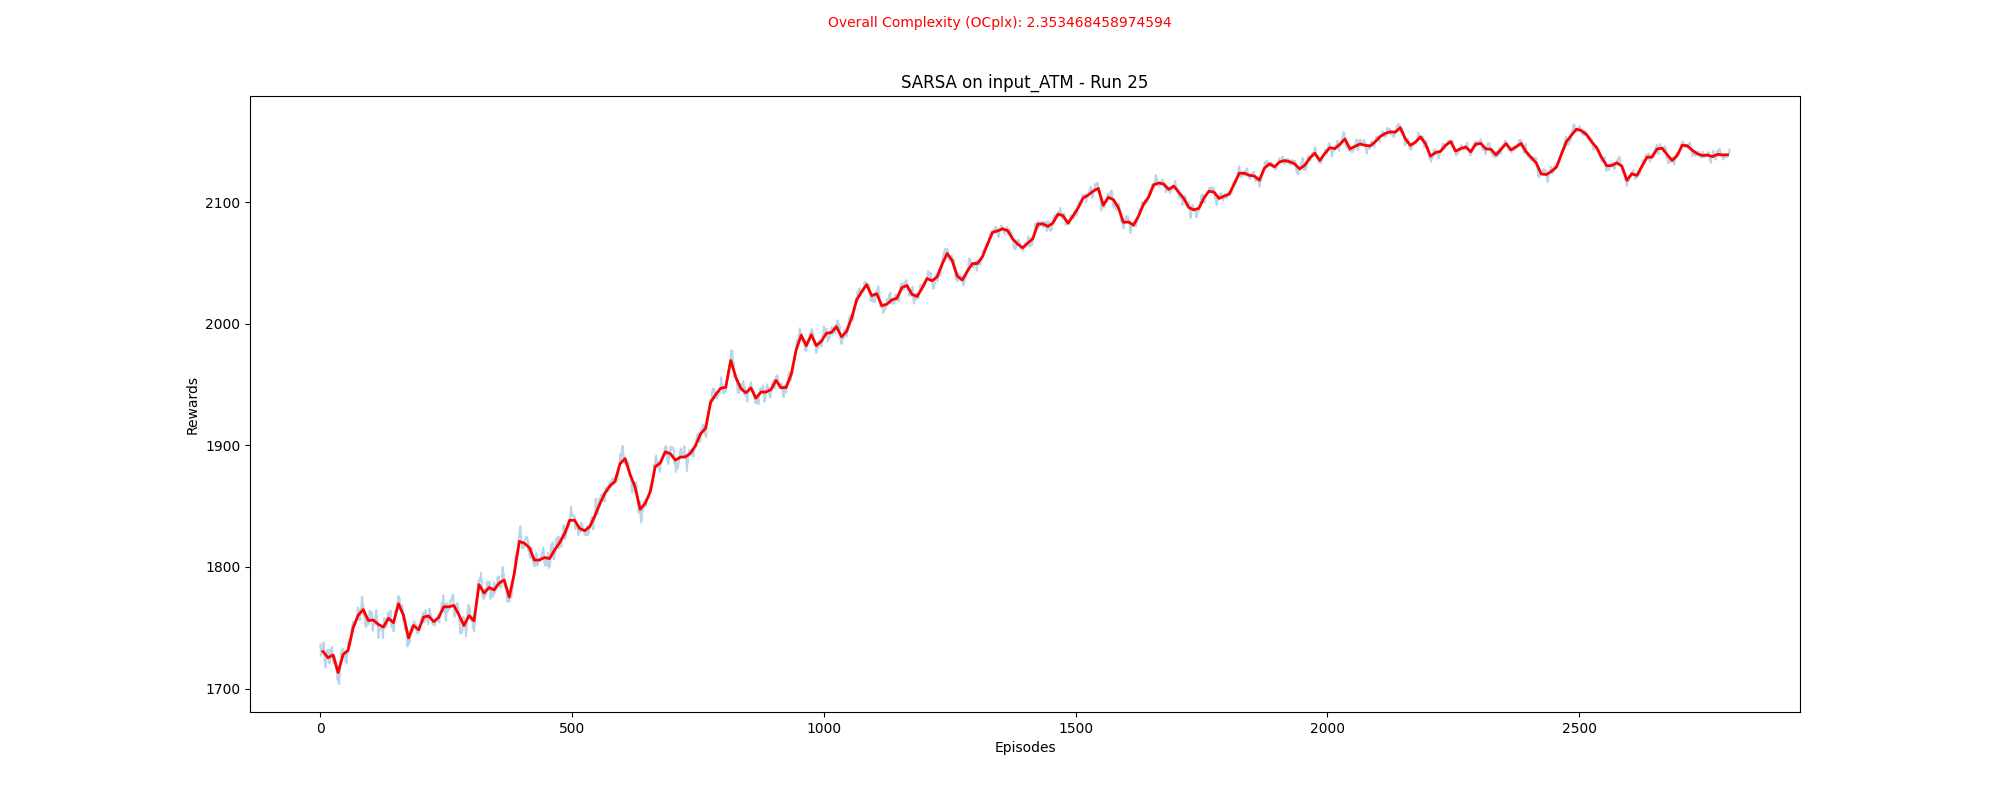 Overall Complexity (OCplx): 2.353468458974594
SARSA on input_ATM - Run 25
Rewards
2100
2000
1900
1800
1700
0 500 1000 1500 2000 2500
Episodes